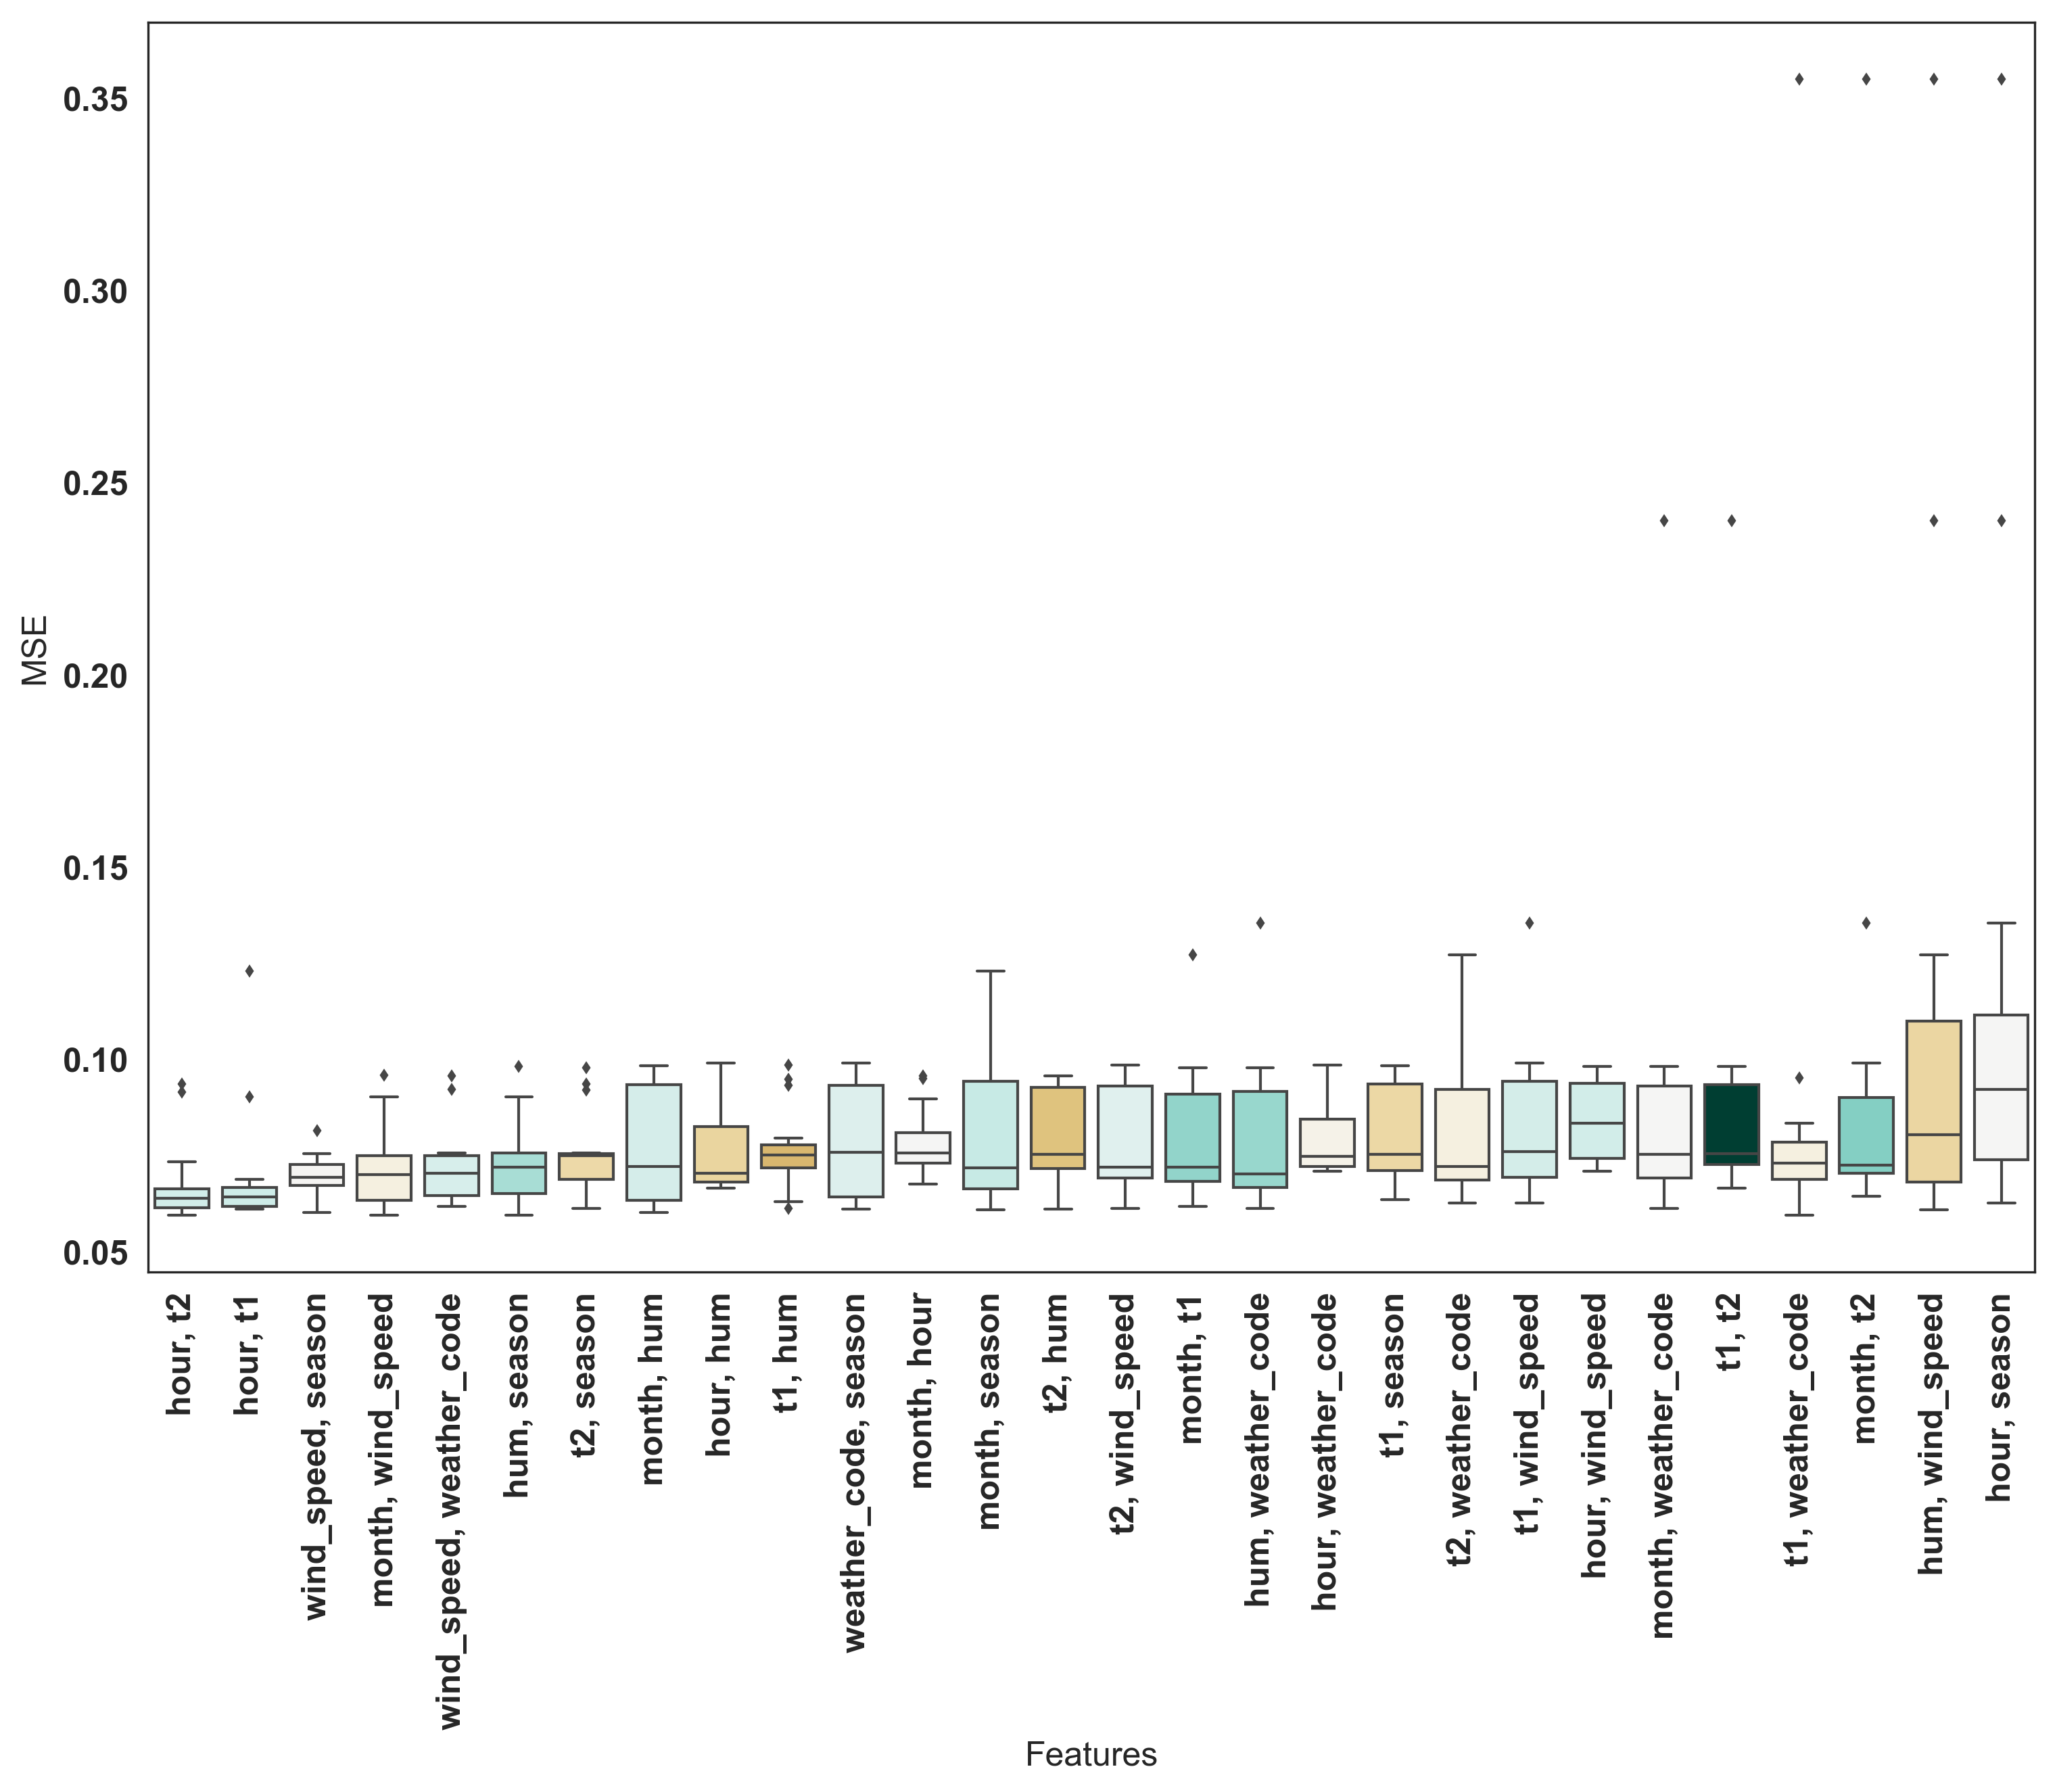 MSE
0.35
0.30
0.25
0.20
0.15
0.10
0.05
hour, t2
hour, t1
wind_speed, season
month, wind_speed
wind_speed, weather_code
hum, season
t2, season
month, hum
hour, hum
t1, hum
weather_code, season
month, hour
month, season
t2, hum
t2, wind_speed
month, t1
hum, weather_code
hour, weather_code
t1, season
t2, weather_code
t1, wind_speed
hour, wind_speed
month, weather_code
t1, t2
t1, weather_code
month, t2
hum, wind_speed
hour, season
Features